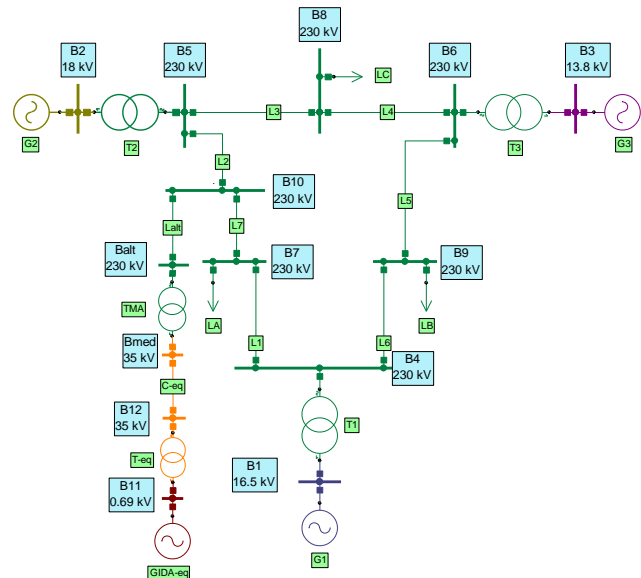 B8
230 kV
B2
18 kV
B5
230 kV
B6
230 kV
B3
13.8 kV
LC
G2
T2
L3
L4
T3
G3
L2
B10
230 kV
L5
Lalt
L7
Balt
230 kV
B7
230 kV
B9
230 kV
TMA
LA
LB
Bmed
35 kV
L1
L6
B4
230 kV
C-eq
B12
35 kV
T1
T-eq
B11
0.69 kV
B1
16.5 kV
G1
GIDA-eq